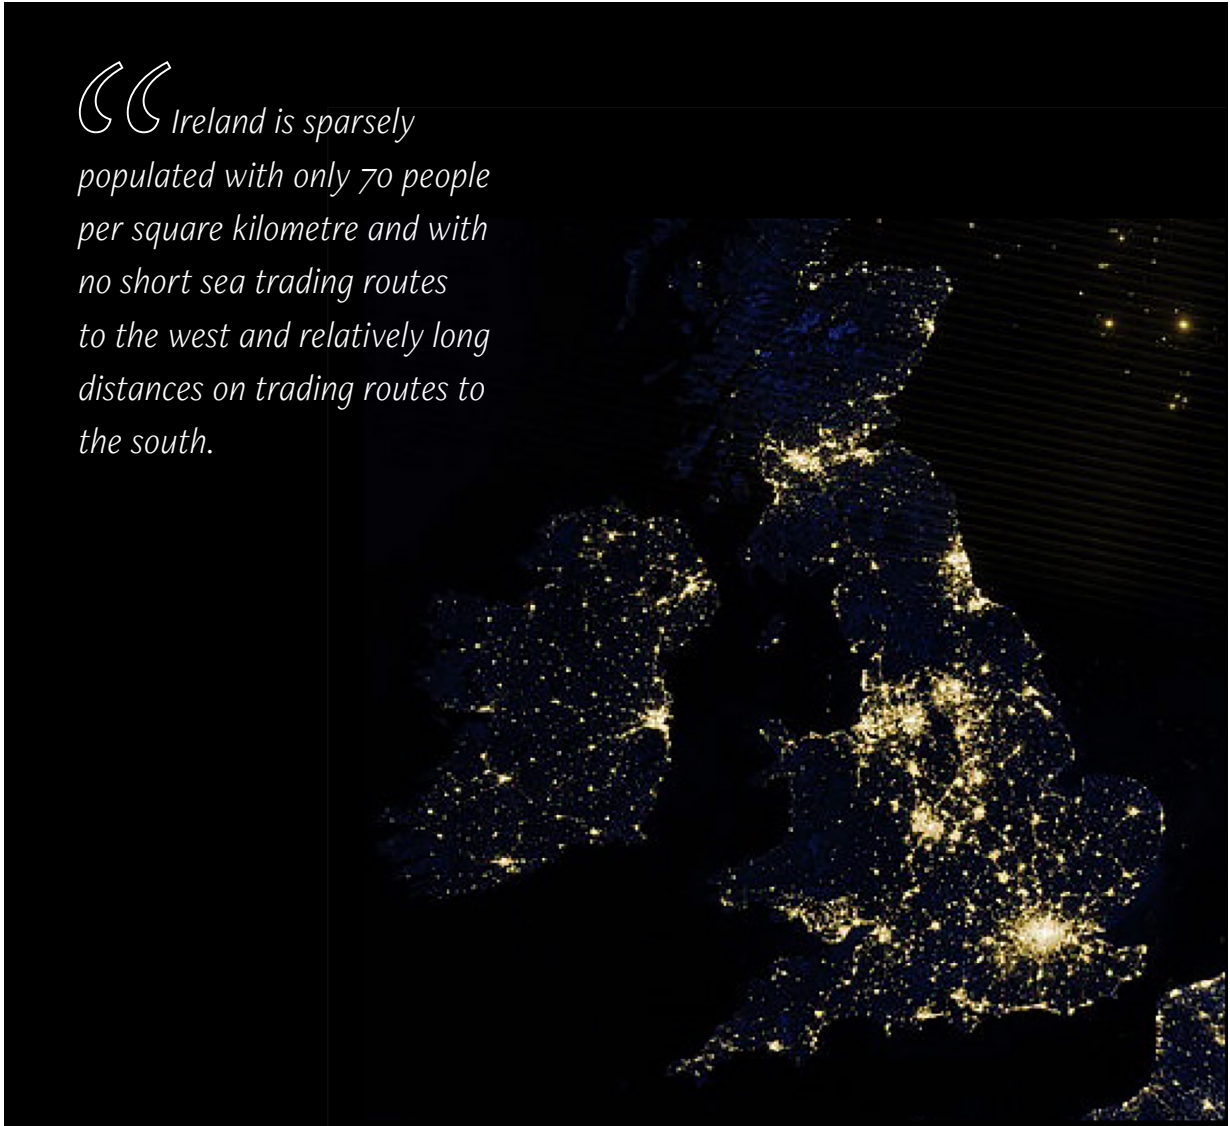 “Ireland is sparsely
populated with only 70 people
per square kilometre and with
no short sea trading routes
to the west and relatively long
distances on trading routes to
the south.